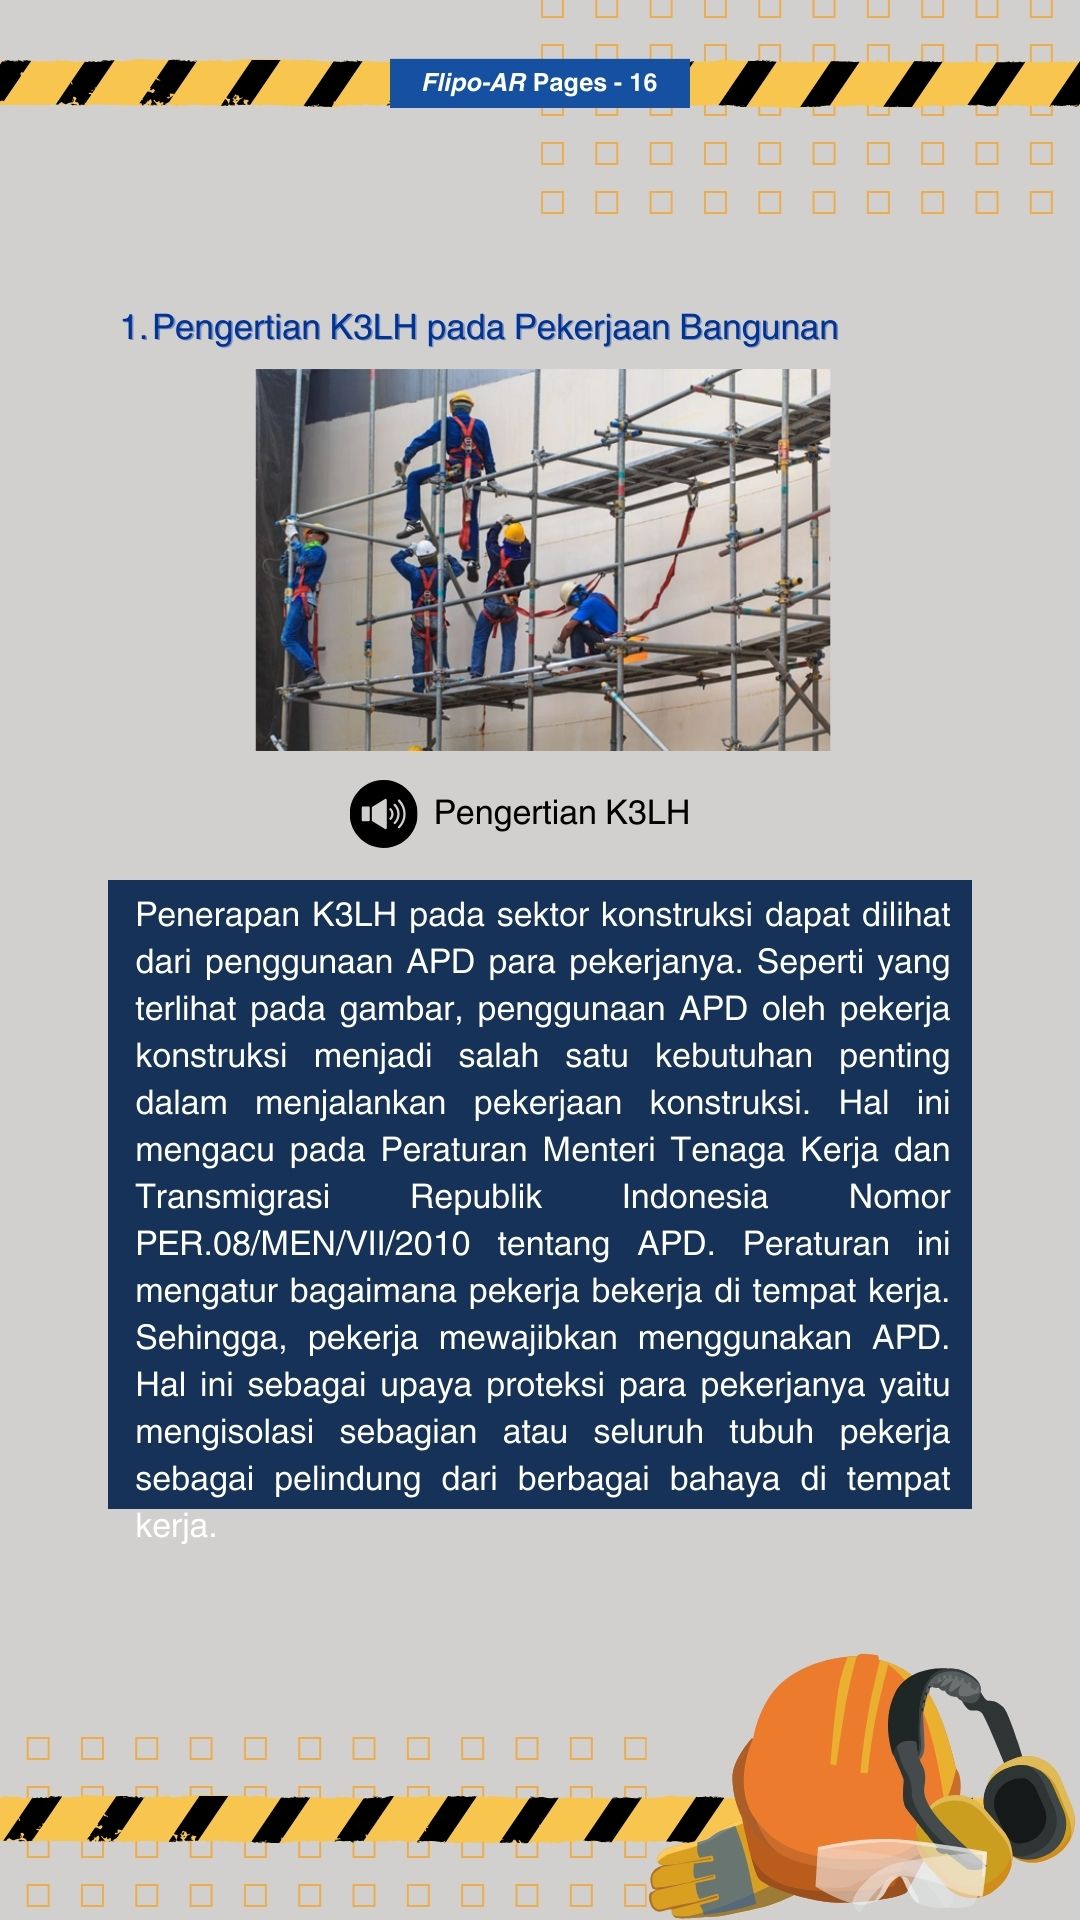 Flipo-AR Pages - 16
1. Pengertian K3LH pada Pekerjaan Bangunan
Pengertian K3LH
Penerapan K3LH pada sektor konstruksi dapat dilihat
dari penggunaan APD para pekerjanya. Seperti yang
terlihat pada gambar, penggunaan APD oleh pekerja
konstruksi menjadi salah satu kebutuhan penting
dalam menjalankan pekerjaan konstruksi. Hal ini
mengacu pada Peraturan Menteri Tenaga Kerja dan
Transmigrasi Republik Indonesia Nomor
PER.08/MEN/VII/2010 tentang APD. Peraturan ini
mengatur bagaimana pekerja bekerja di tempat kerja.
Sehingga, pekerja mewajibkan menggunakan APD.
Hal ini sebagai upaya proteksi para pekerjanya yaitu
mengisolasi sebagian atau seluruh tubuh pekerja
sebagai pelindung dari berbagai bahaya di tempat
kerja.